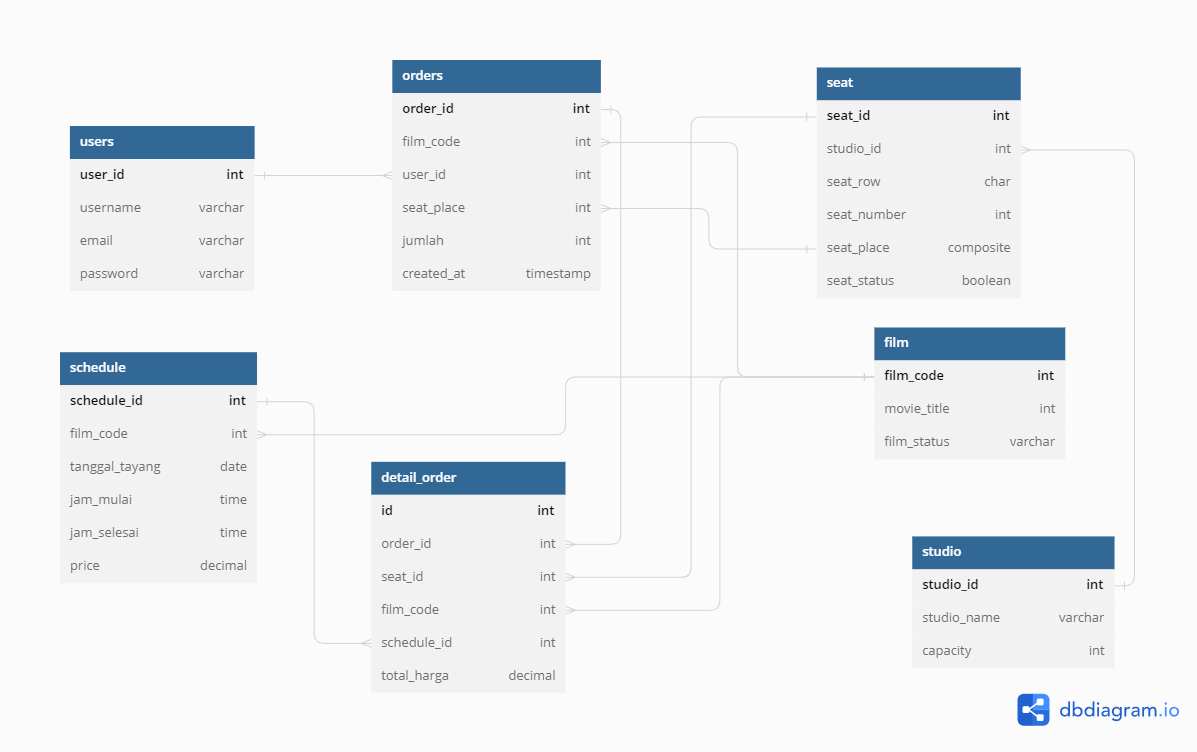 users
user_id int
username varchar
email varchar
password varchar
orders
order_id int
film_code int
user_id int
seat_place int
jumlah int
created_at timestamp
seat
seat_id int
studio_id int
seat_row char
seat_number int
seat_place composite
seat_status boolean
film
film_code int
movie_title int
film_status varchar
schedule
schedule_id int
film_code int
tanggal_tayang date
jam_mulai time
jam_selesai time
price decimal
detail_order
id int
order_id int
seat_id int
film_code int
schedule_id int
total_harga decimal
studio
studio_id int
studio_name varchar
capacity int
dbdiagram.io